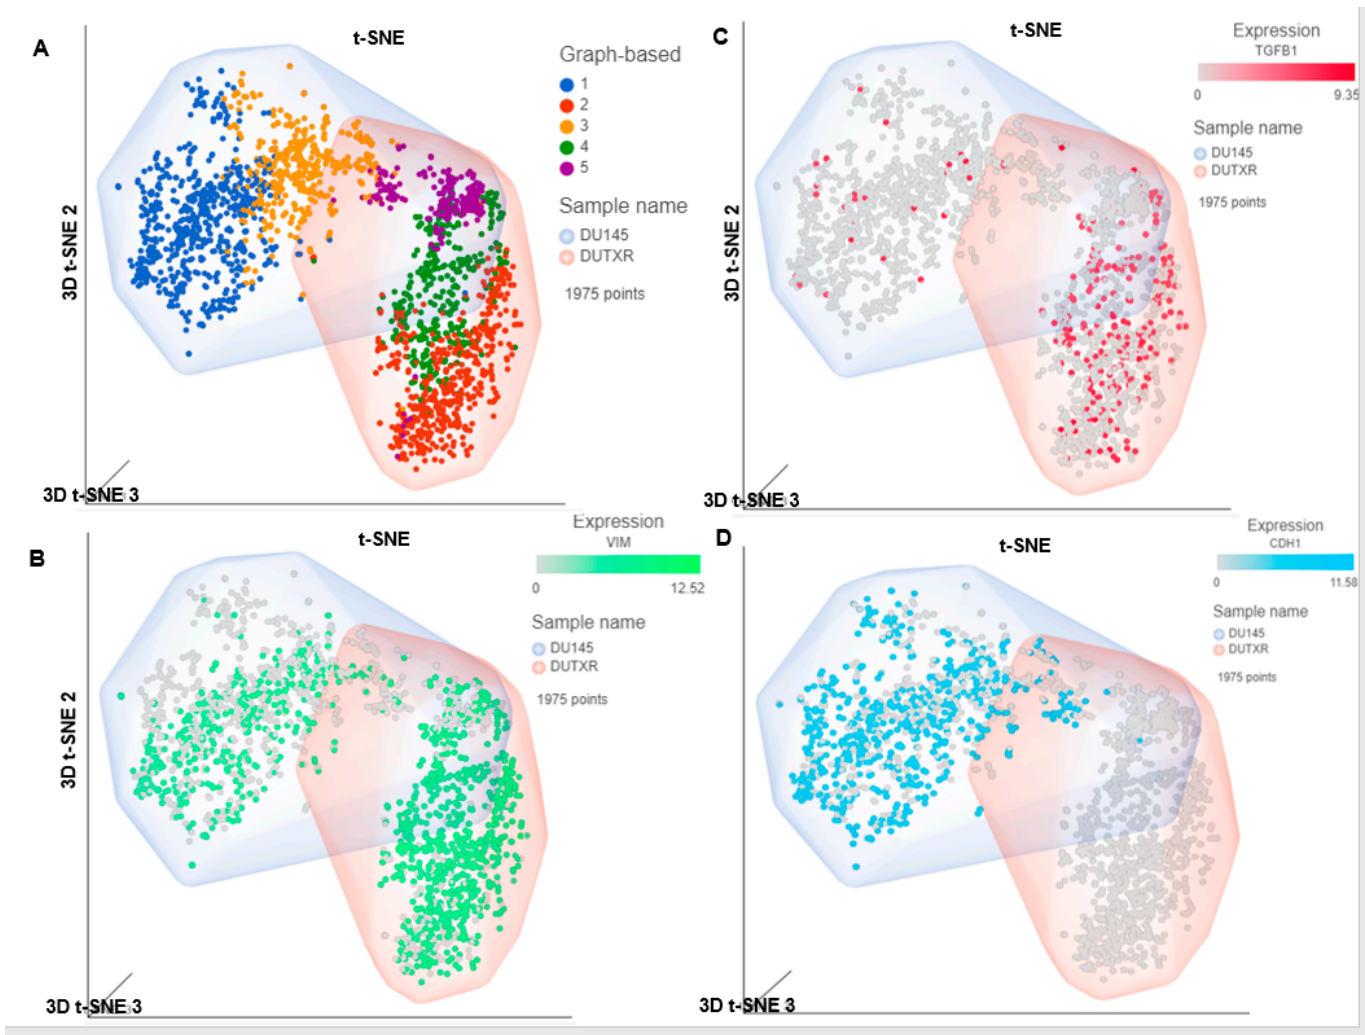 A
t-SNE
Graph-based
1
2
3
4
5
Sample name
DU145
DUTXR
1975 points
3D t-SNE 2
3D t-SNE 3
C
t-SNE
Expression
TGFB1
0
9.35
Sample name
DU145
DUTXR
1975 points
3D t-SNE 2
3D t-SNE 3
B
t-SNE
Expression
VIM
0
12.52
Sample name
DU145
DUTXR
1975 points
3D t-SNE 2
3D t-SNE 3
D
t-SNE
Expression
CDH1
0
11.58
Sample name
DU145
DUTXR
1975 points
3D t-SNE 3